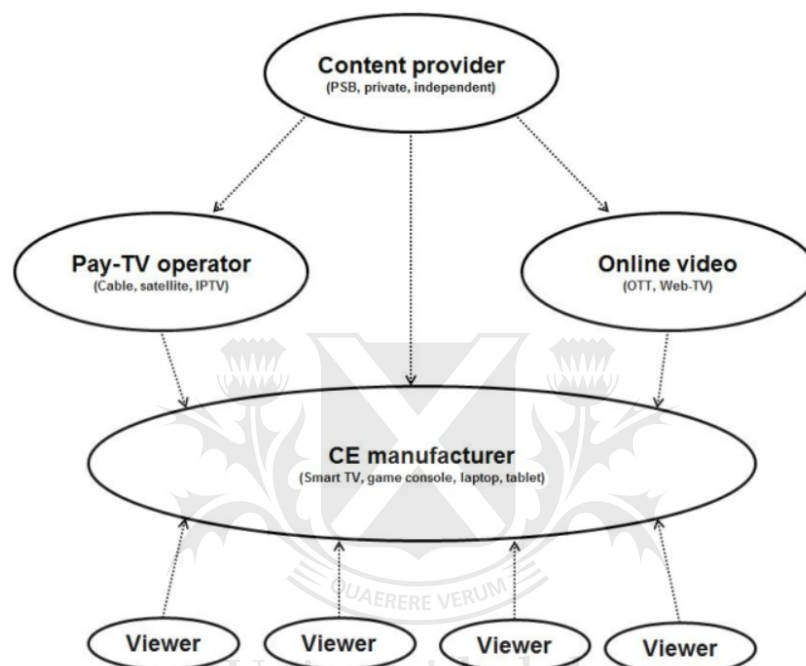 Content provider
(PSB, private, independent)
Pay-TV operator
(Cable, satellite, IPTV)
Online video
(OTT, Web-TV)
CE manufacturer
(Smart TV, game console, laptop, tablet)
QUAERERE VERUM
Viewer
Viewer
Viewer
Viewer